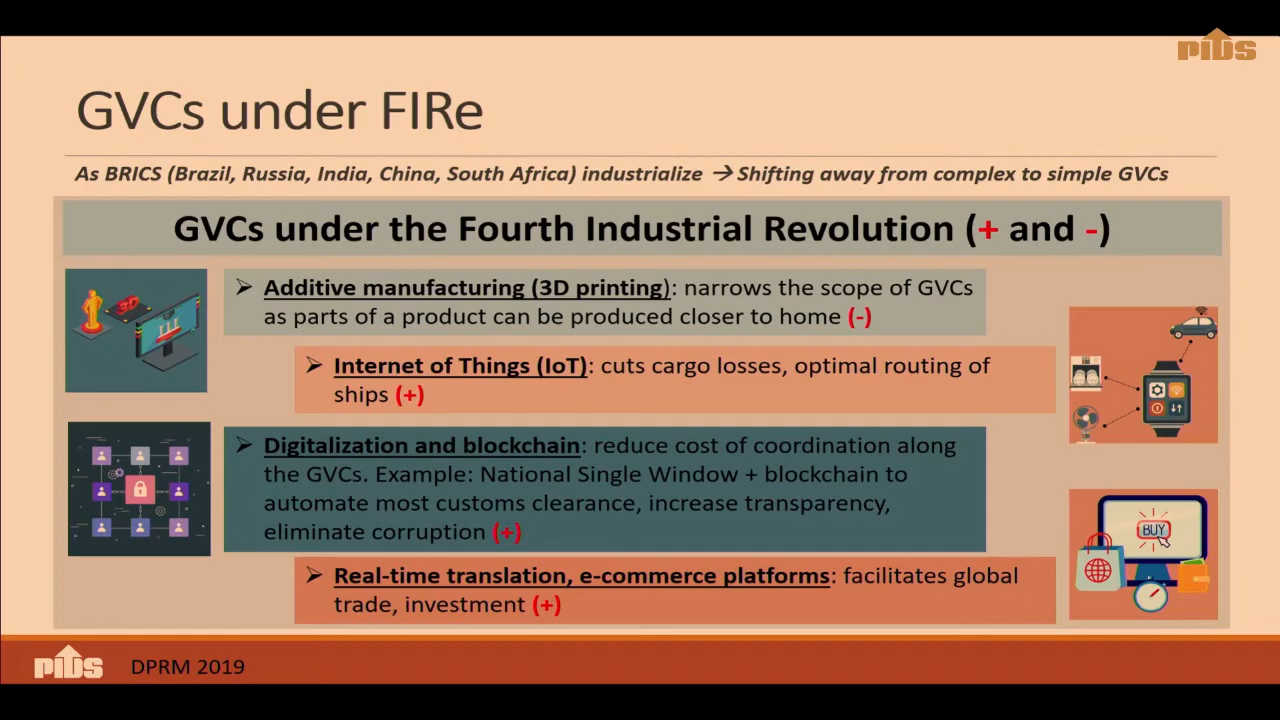 PIDS
GVCs under FIRe
As BRICS (Brazil, Russia, India, China, South Africa) industrialize → Shifting away from complex to simple GVCs
GVCs under the Fourth Industrial Revolution (+ and -)
➢ Additive manufacturing (3D printing): narrows the scope of GVCs
as parts of a product can be produced closer to home (-)
3D
➢ Internet of Things (IoT): cuts cargo losses, optimal routing of
ships (+)
➢ Digitalization and blockchain: reduce cost of coordination along
the GVCs. Example: National Single Window + blockchain to
automate most customs clearance, increase transparency,
eliminate corruption (+)
BUY
➢ Real-time translation, e-commerce platforms: facilitates global
trade, investment (+)
PIDS
DPRM 2019